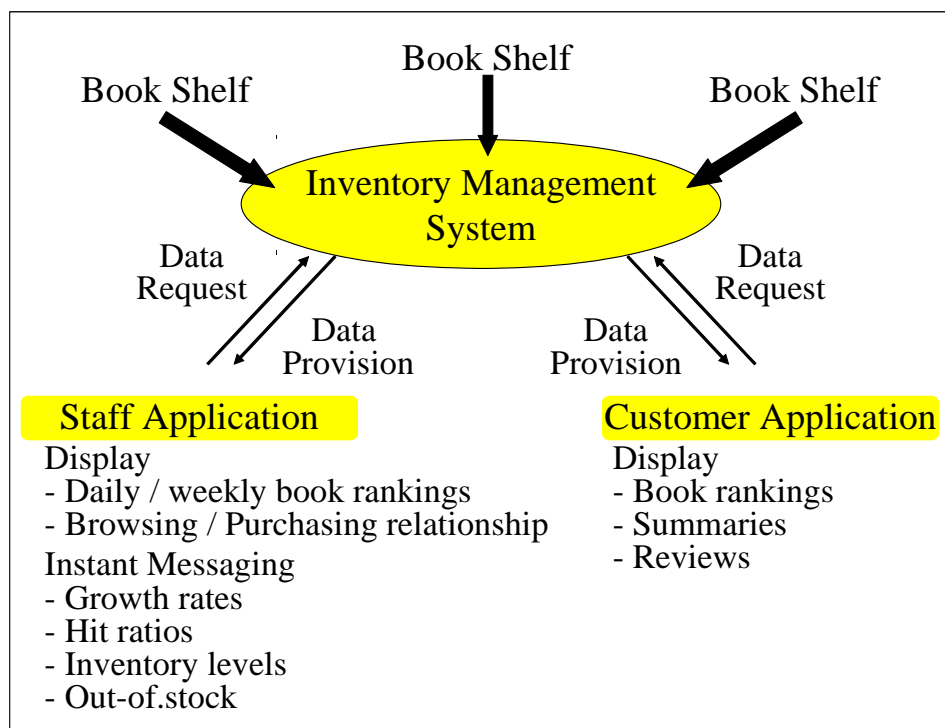 Book Shelf
Book Shelf
Book Shelf
Inventory Management
System
Data
Request
Data
Provision
Data
Provision
Data
Request
Staff Application
Display
- Daily / weekly book rankings
- Browsing / Purchasing relationship
Instant Messaging
- Growth rates
- Hit ratios
- Inventory levels
- Out-of.stock
Customer Application
Display
- Book rankings
- Summaries
- Reviews